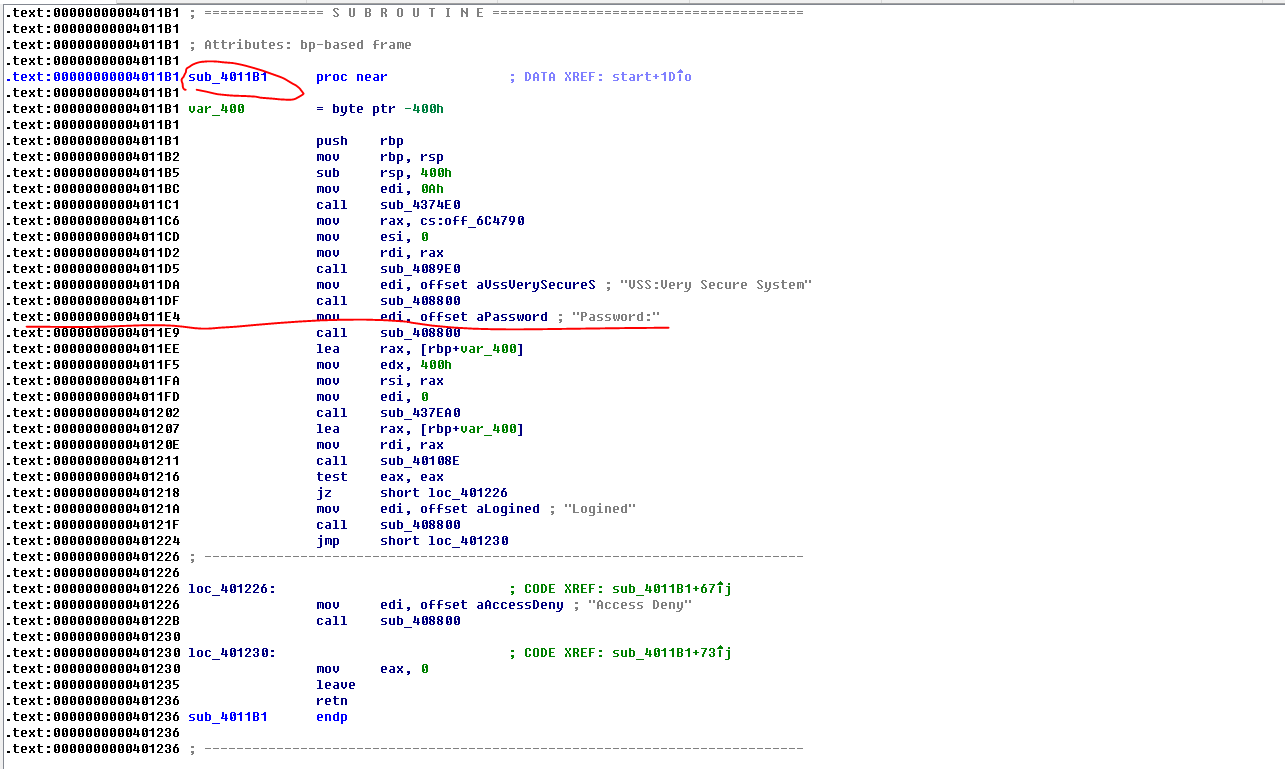 .text:00000000004011B1 ; =============== S U B R O U T I N E =======================================
.text:00000000004011B1
.text:00000000004011B1 ; Attributes: bp-based frame
.text:00000000004011B1
.text:00000000004011B1 sub_4011B1      proc near               ; DATA XREF: start+1D↑o
.text:00000000004011B1
.text:00000000004011B1 var_400         = byte ptr -400h
.text:00000000004011B1
.text:00000000004011B1                 push    rbp
.text:00000000004011B2                 mov     rbp, rsp
.text:00000000004011B5                 sub     rsp, 400h
.text:00000000004011BC                 mov     edi, 0Ah
.text:00000000004011C1                 call    sub_4374E0
.text:00000000004011C6                 mov     rax, cs:off_6C4790
.text:00000000004011CD                 mov     esi, 0
.text:00000000004011D2                 mov     rdi, rax
.text:00000000004011D5                 call    sub_4089E0
.text:00000000004011DA                 mov     edi, offset aVssVerySecureS ; "VSS:Very Secure System"
.text:00000000004011DF                 call    sub_408800
.text:00000000004011E4                 mov     edi, offset aPassword ; "Password:"
.text:00000000004011E9                 call    sub_408800
.text:00000000004011EE                 lea     rax, [rbp+var_400]
.text:00000000004011F5                 mov     edx, 400h
.text:00000000004011FA                 mov     rsi, rax
.text:00000000004011FD                 mov     edi, 0
.text:0000000000401202                 call    sub_437EA0
.text:0000000000401207                 lea     rax, [rbp+var_400]
.text:000000000040120E                 mov     rdi, rax
.text:0000000000401211                 call    sub_40108E
.text:0000000000401216                 test    eax, eax
.text:0000000000401218                 jz      short loc_401226
.text:000000000040121A                 mov     edi, offset aLogined ; "Logined"
.text:000000000040121F                 call    sub_408800
.text:0000000000401224                 jmp     short loc_401230
.text:0000000000401226 ; ---------------------------------------------------------------------------
.text:0000000000401226
.text:0000000000401226 loc_401226:                             ; CODE XREF: sub_4011B1+67↑j
.text:0000000000401226                 mov     edi, offset aAccessDeny ; "Access Deny"
.text:000000000040122B                 call    sub_408800
.text:0000000000401230
.text:0000000000401230 loc_401230:                             ; CODE XREF: sub_4011B1+73↑j
.text:0000000000401230                 mov     eax, 0
.text:0000000000401235                 leave
.text:0000000000401236                 retn
.text:0000000000401236 sub_4011B1      endp
.text:0000000000401236
.text:0000000000401236 ; ---------------------------------------------------------------------------